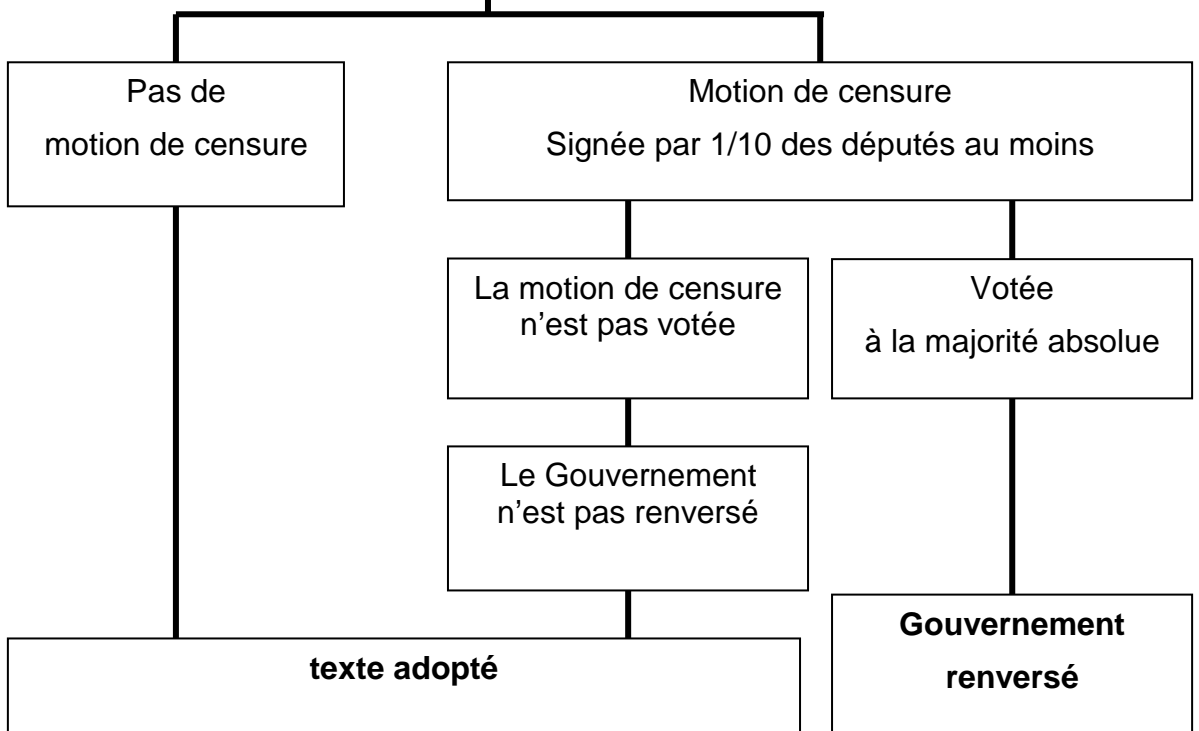 Pas de
motion de censure
Motion de censure
Signée par 1/10 des députés au moins
La motion de censure
n’est pas votée
Votée
à la majorité absolue
Le Gouvernement
n’est pas renversé
texte adopté
Gouvernement
renversé